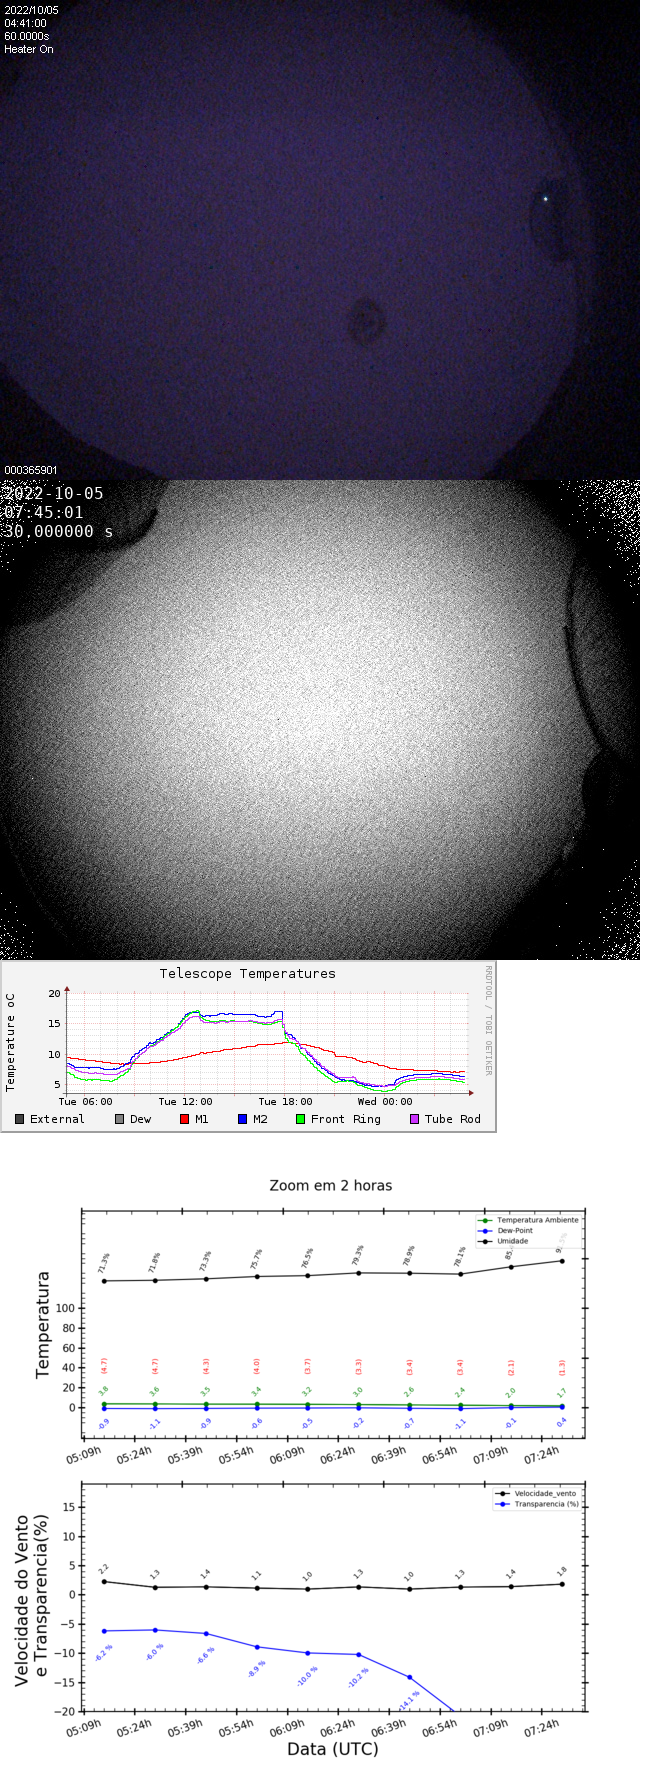 2022/10/05
04:41:00
60.0000s
Heater On
000365901
2022-10-05
07:45:01
30.000000 s
Telescope Temperatures
RRDTOOL / TOBI OETIKER
Temperature oC
20
15
10
5
Tue 06:00 Tue 12:00 Tue 18:00 Wed 00:00
External Dew M1 M2 Front Ring Tube Rod
Zoom em 2 horas
Temperatura Ambiente
Dew-Point
Umidade
71.3% 71.8% 73.3% 75.7% 76.5% 79.3% 78.9% 78.1%
Temperatura
100
80
60
40
20
0
(4.7) (4.7) (4.3) (4.0) (3.7) (3.3) (3.4) (3.4) (2.1) (1.3)
3.8 3.6 3.5 3.4 3.2 3.0 2.6 2.4 2.0 1.7
-0.9 -1.1 -0.9 -0.6 -0.5 -0.2 -0.7 -1.1 -0.1 0.4
05:09h 05:24h 05:39h 05:54h 06:09h 06:24h 06:39h 06:54h 07:09h 07:24h
Velocidade_vento
Transparencia (%)
Velocidade do Vento
e Transparencia(%)
15
10
5
0
−5
−10
−15
−20
2.2 1.3 1.4 1.1 1.0 1.3 1.0 1.3 1.4 1.8
-6.2 % -6.0 % -6.6 % -8.9 % -10.0 % -10.2 % -14.1 %
05:09h 05:24h 05:39h 05:54h 06:09h 06:24h 06:39h 06:54h 07:09h 07:24h
Data (UTC)